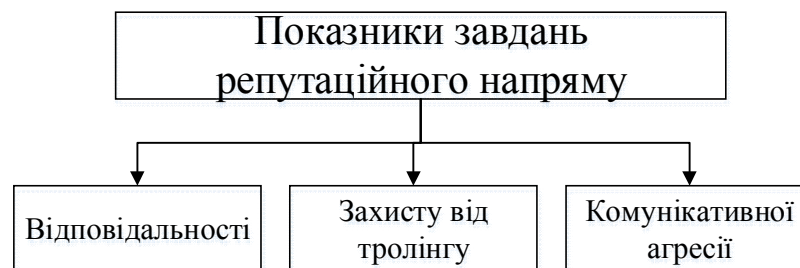 Показники завдань
репутаційного напряму
Відповідальності
Захисту від
тролінгу
Комунікативної
агресії